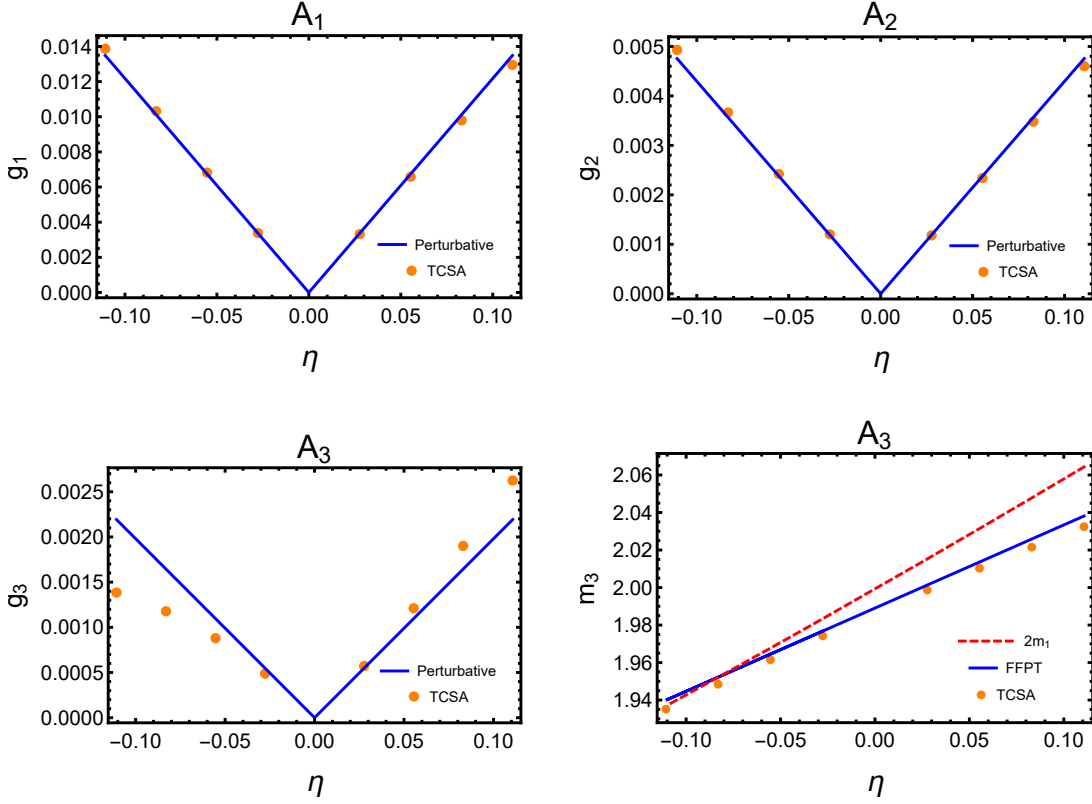 A1
0.014
0.012
0.010
0.008
0.006
0.004
0.002
0.000
g1
Perturbative
TCSA
−0.10 −0.05 0.00 0.05 0.10
η
A2
0.005
0.004
0.003
0.002
0.001
0.000
g2
Perturbative
TCSA
−0.10 −0.05 0.00 0.05 0.10
η
A3
0.0025
0.0020
0.0015
0.0010
0.0005
0.0000
g3
Perturbative
TCSA
−0.10 −0.05 0.00 0.05 0.10
η
A3
2.06
2.04
2.02
2.00
1.98
1.96
1.94
m3
2m1
FFPT
TCSA
−0.10 −0.05 0.00 0.05 0.10
η